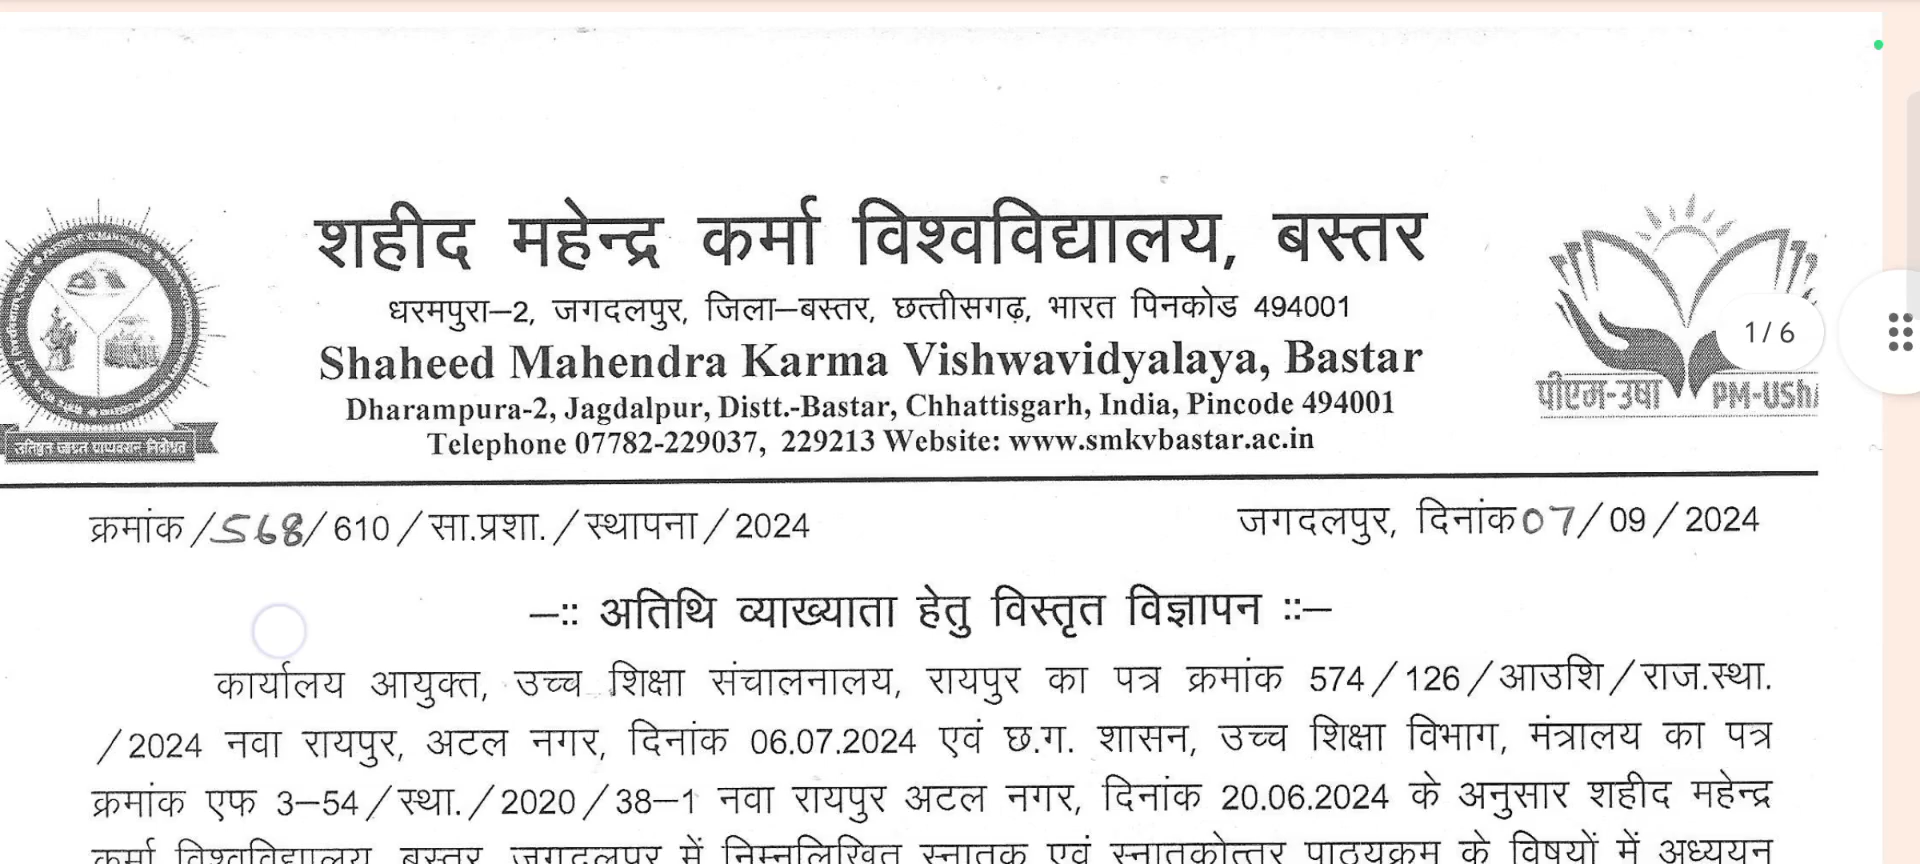 शहीद महेन्द्र कर्मा विश्वविद्यालय, बस्तर
धरमपुरा–2, जगदलपुर, जिला–बस्तर, छत्तीसगढ़, भारत पिनकोड 494001
Shaheed Mahendra Karma Vishwavidyalaya, Bastar
Dharampura-2, Jagdalpur, Distt.-Bastar, Chhattisgarh, India, Pincode 494001
Telephone 07782-229037, 229213 Website: www.smkvbastar.ac.in
पीएम-उषा PM-USh
1/6
क्रमांक /568/610/सा.प्रशा./स्थापना/2024
जगदलपुर, दिनांक 07/09/2024
–:: अतिथि व्याख्याता हेतु विस्तृत विज्ञापन ::–
कार्यालय आयुक्त, उच्च शिक्षा संचालनालय, रायपुर का पत्र क्रमांक 574/126/आउशि/राज.स्था.
/2024 नवा रायपुर, अटल नगर, दिनांक 06.07.2024 एवं छ.ग. शासन, उच्च शिक्षा विभाग, मंत्रालय का पत्र
क्रमांक एफ 3–54/स्था./2020/38–1 नवा रायपुर अटल नगर, दिनांक 20.06.2024 के अनुसार शहीद महेन्द्र
कर्मा विश्वविद्यालय, बस्तर, जगदलपुर में निम्नलिखित स्नातक एवं स्नातकोत्तर पाठ्यक्रम के विषयों में अध्ययन